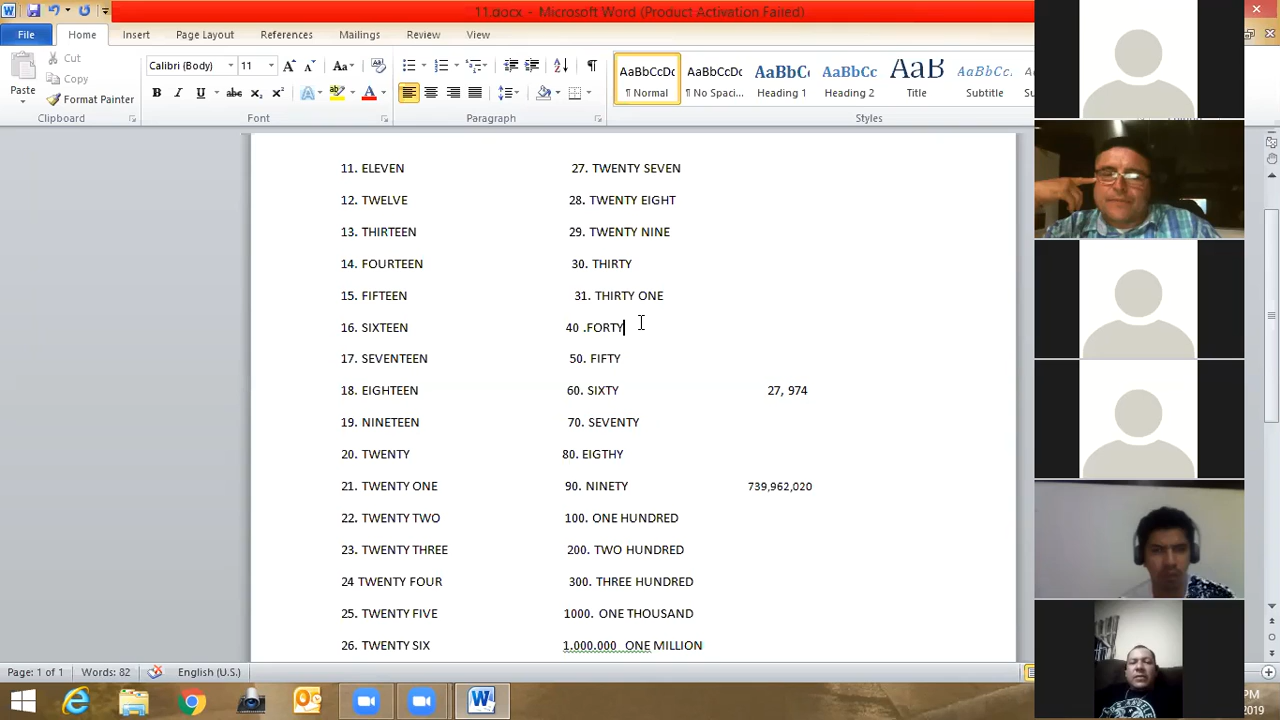 11.docx - Microsoft Word (Product Activation Failed)
File Home Insert Page Layout References Mailings Review View
Paste
Cut
Copy
Format Painter
Clipboard
Calibri (Body) 11
Font
Paragraph
AaBbCcDc AaBbCcDc AaBbCc AaBbCc AaB AaBbCcD
¶ Normal ¶ No Spaci... Heading 1 Heading 2 Title Subtitle
Styles
11. ELEVEN 27. TWENTY SEVEN
12. TWELVE 28. TWENTY EIGHT
13. THIRTEEN 29. TWENTY NINE
14. FOURTEEN 30. THIRTY
15. FIFTEEN 31. THIRTY ONE
16. SIXTEEN 40 .FORTY
17. SEVENTEEN 50. FIFTY
18. EIGHTEEN 60. SIXTY 27, 974
19. NINETEEN 70. SEVENTY
20. TWENTY 80. EIGTHY
21. TWENTY ONE 90. NINETY 739,962,020
22. TWENTY TWO 100. ONE HUNDRED
23. TWENTY THREE 200. TWO HUNDRED
24 TWENTY FOUR 300. THREE HUNDRED
25. TWENTY FIVE 1000. ONE THOUSAND
26. TWENTY SIX 1.000.000 ONE MILLION
Page: 1 of 1 Words: 82 English (U.S.)